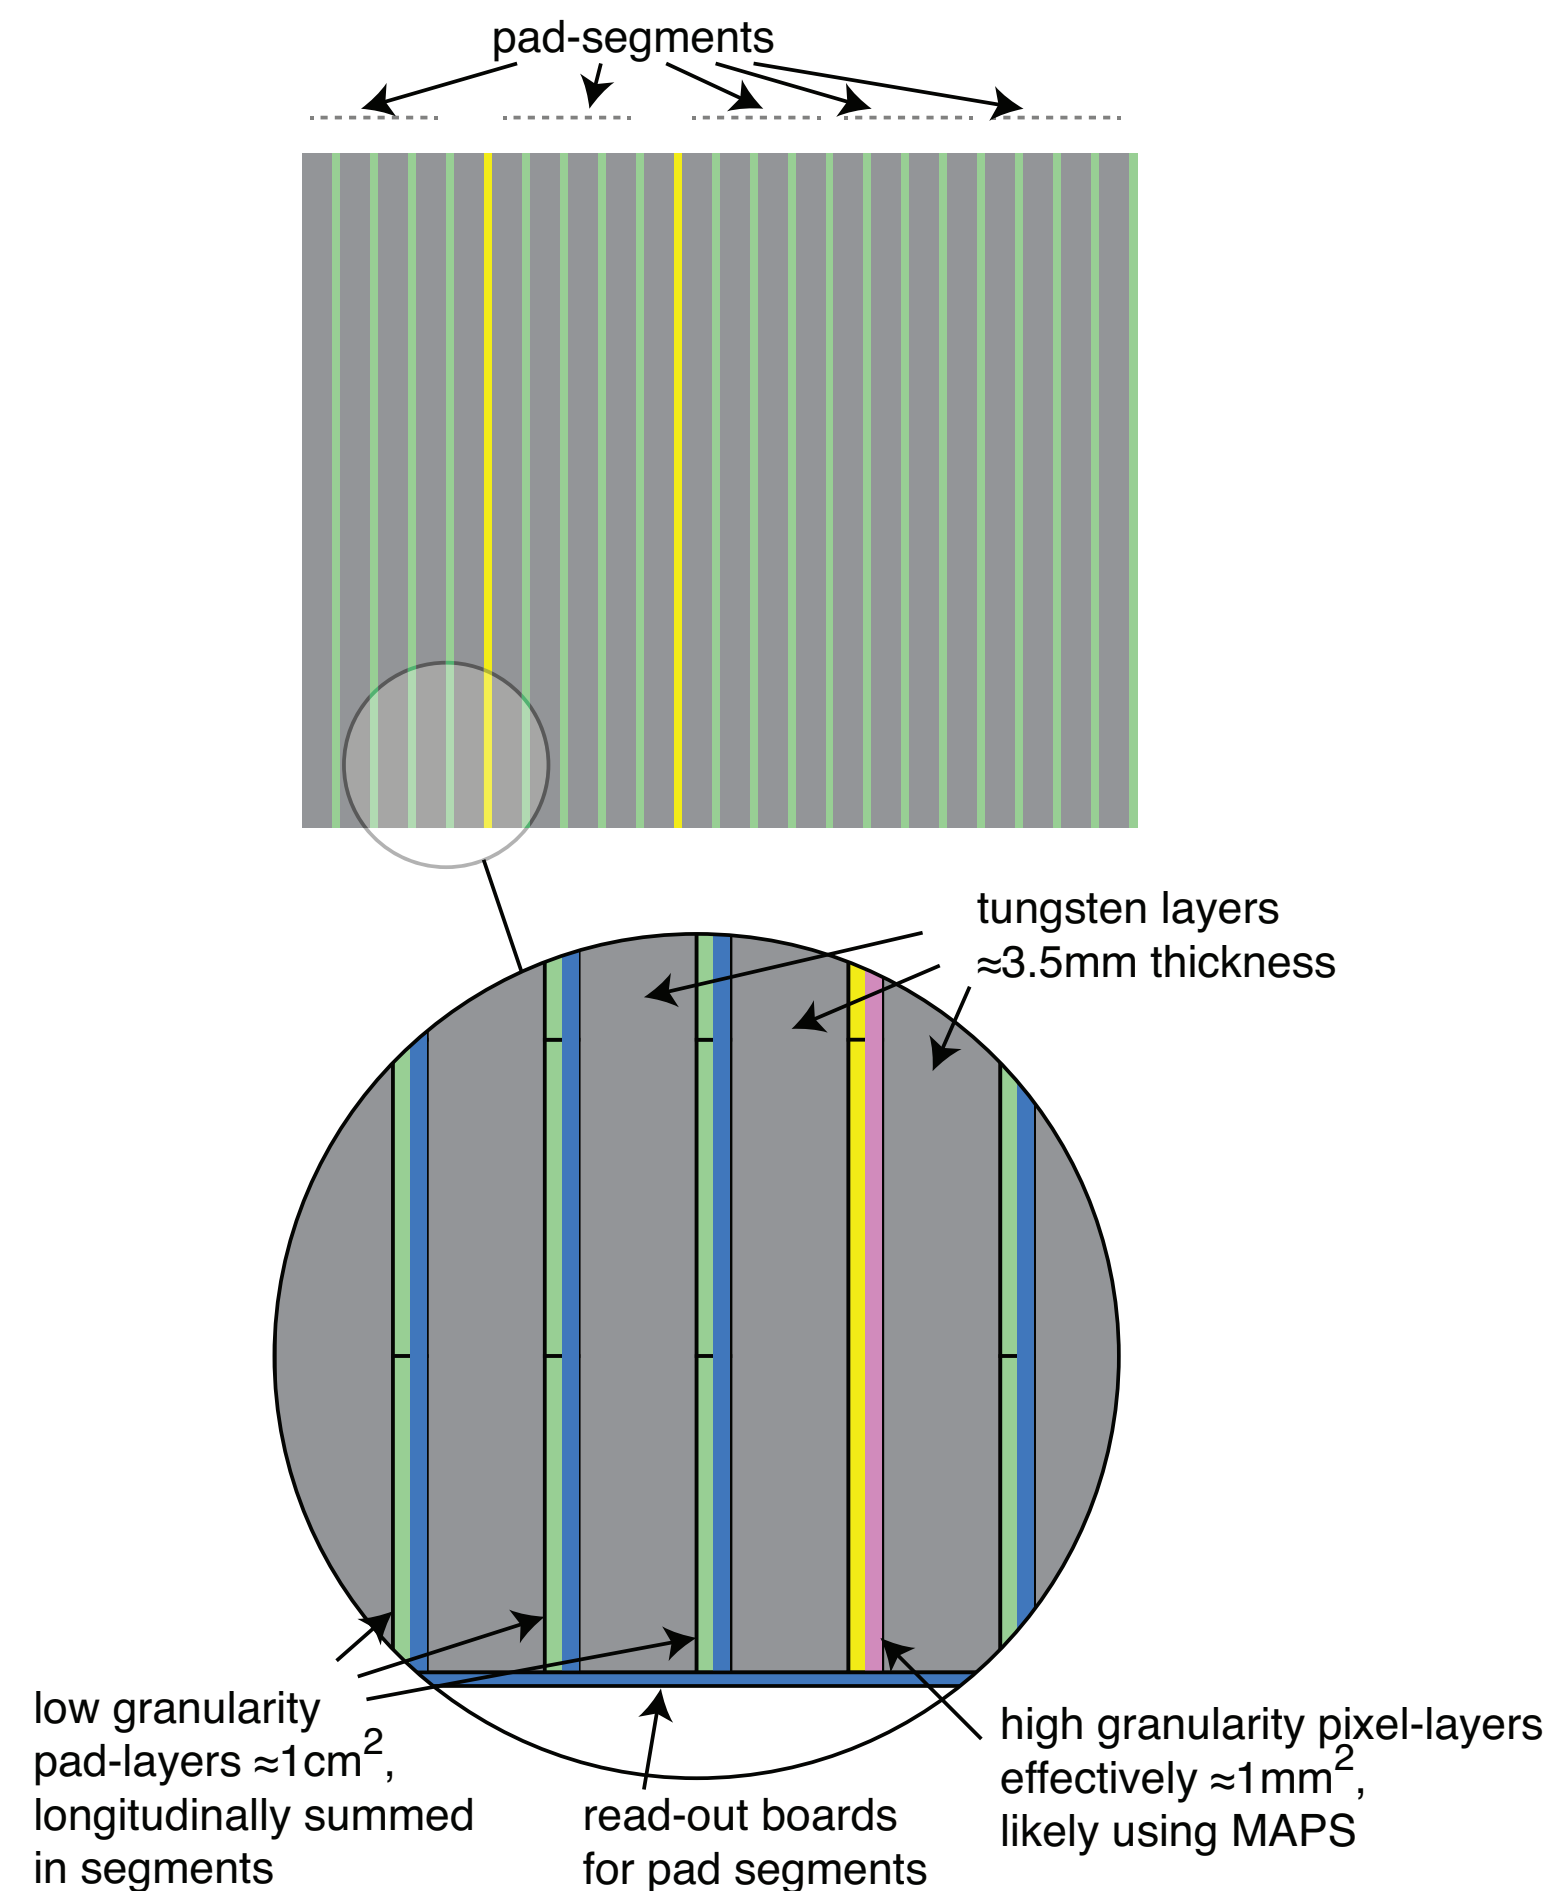 pad-segments
tungsten layers
≈3.5mm thickness
low granularity
pad-layers ≈1cm²,
longitudinally summed
in segments
read-out boards
for pad segments
high granularity pixel-layers
effectively ≈1mm²,
likely using MAPS